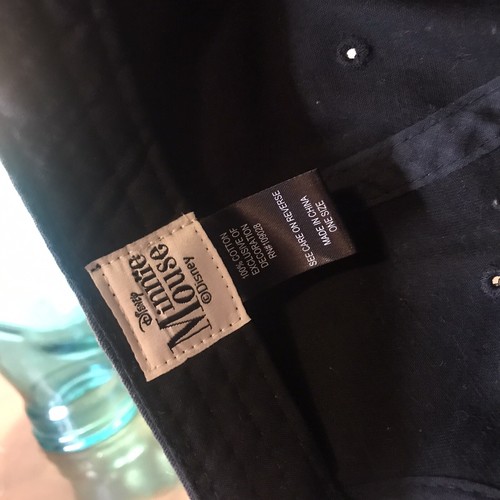 Disney
Minnie
Mouse
©Disney
100% COTTON
EXCLUSIVE OF
DECORATION
RN# 109028
SEE CARE ON REVERSE
MADE IN CHINA
ONE SIZE